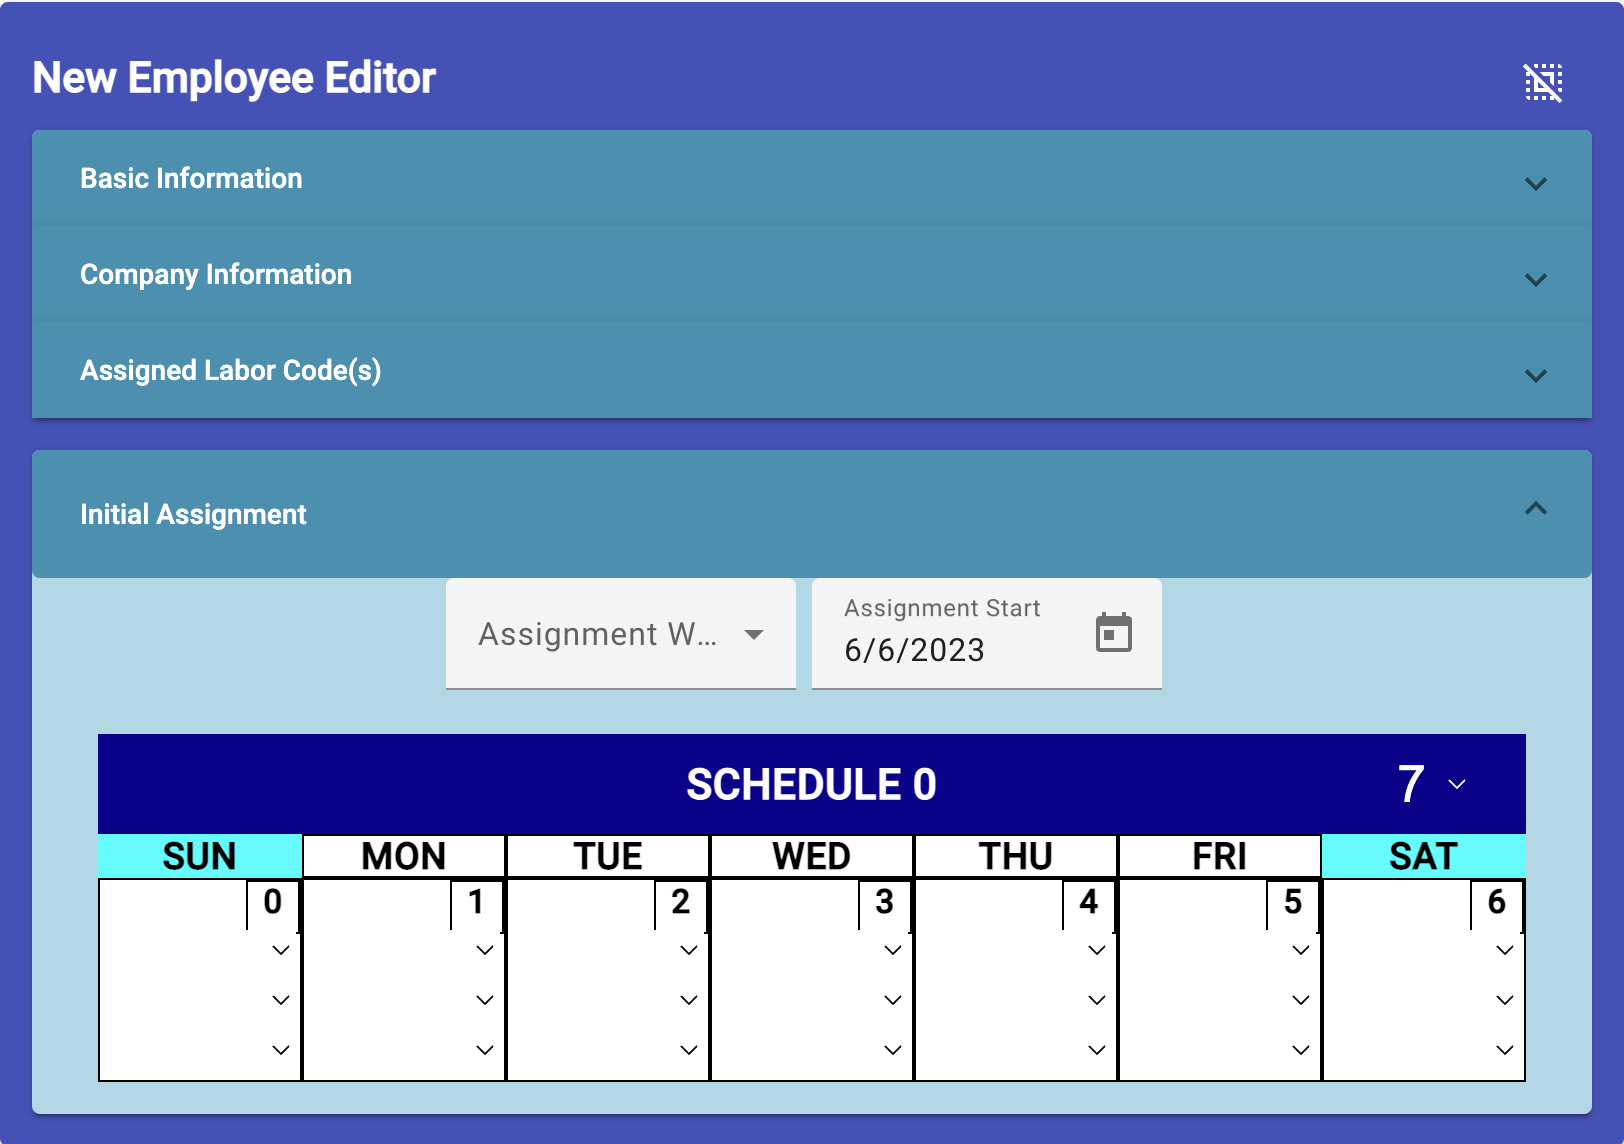 New Employee Editor
Basic Information
Company Information
Assigned Labor Code(s)
Initial Assignment
Assignment W...
Assignment Start
6/6/2023
SCHEDULE 0
7
SUN MON TUE WED THU FRI SAT
0 1 2 3 4 5 6